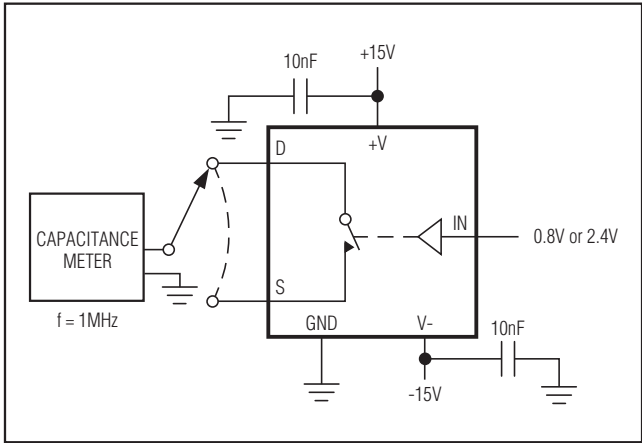 +15V
10nF
D
+V
CAPACITANCE
METER
IN
0.8V or 2.4V
S
f = 1MHz
GND
V-
10nF
-15V